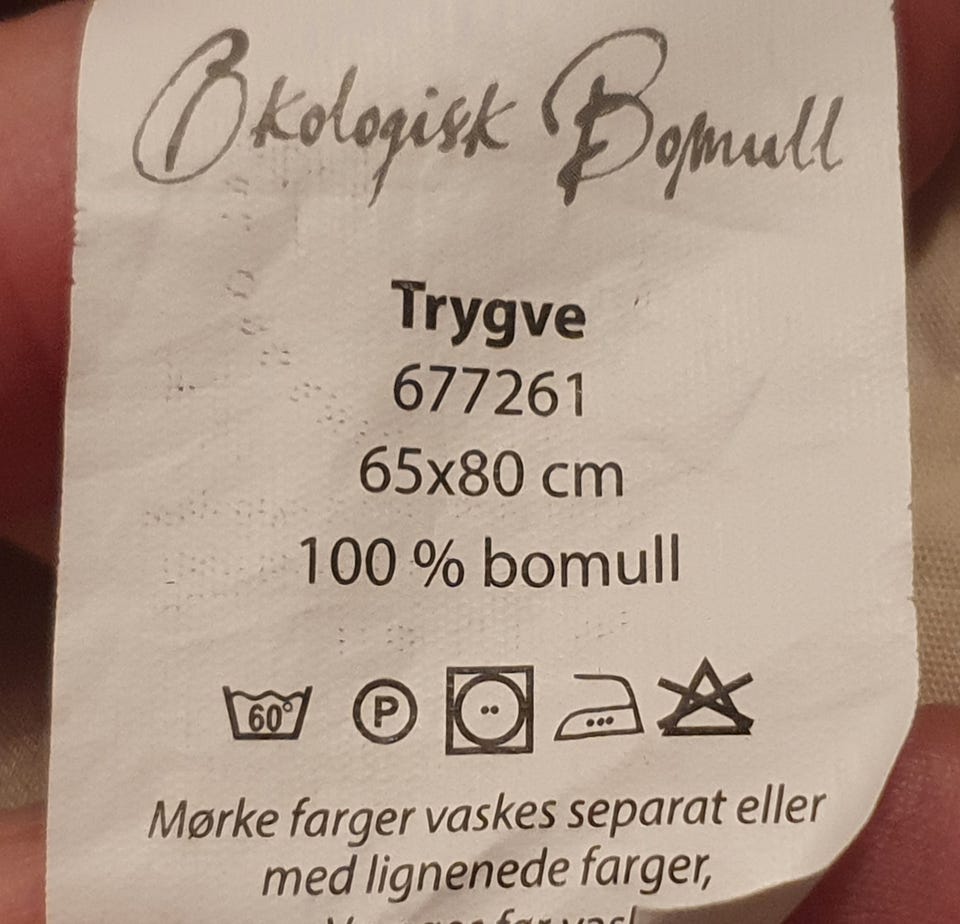 Økologisk Bomull
Trygve
677261
65x80 cm
100 % bomull
60° P
Mørke farger vaskes separat eller
med lignenede farger,